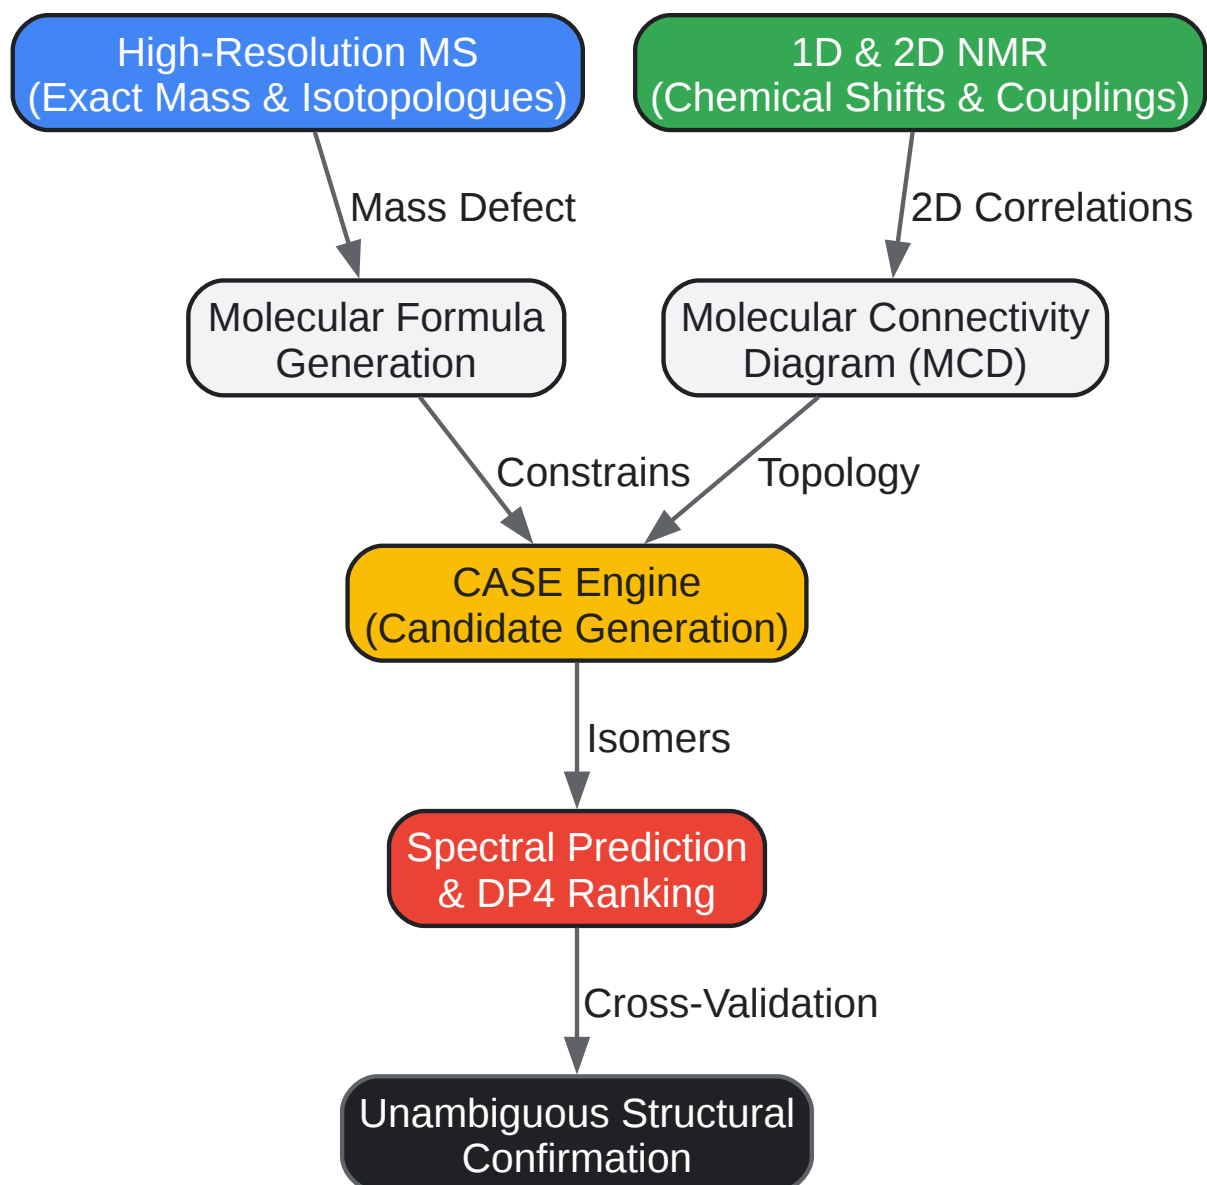 High-Resolution MS
(Exact Mass & Isotopologues)
1D & 2D NMR
(Chemical Shifts & Couplings)
Mass Defect
2D Correlations
Molecular Formula
Generation
Molecular Connectivity
Diagram (MCD)
Constrains
Topology
CASE Engine
(Candidate Generation)
Isomers
Spectral Prediction
& DP4 Ranking
Cross-Validation
Unambiguous Structural
Confirmation